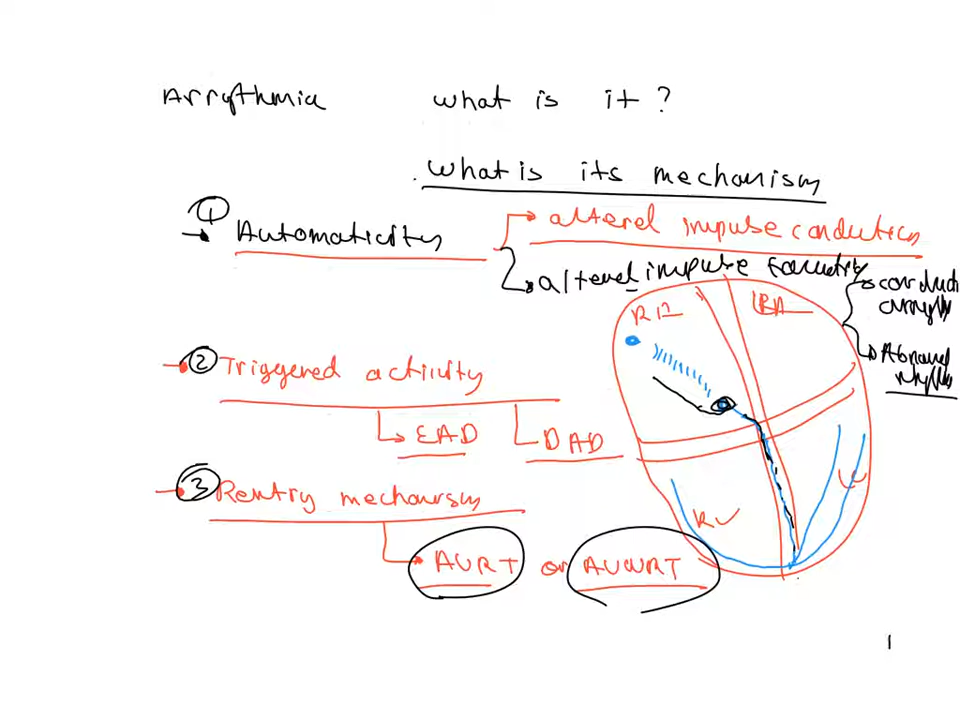 Arrythmia what is it ?
what is its mechanism
1 Automaticity altered impulse conduction
altered impulse
RA LA
2 Triggered activity
EAD DAD
3 Rentry mechanism
RV LV
AVRT or AVNRT
1